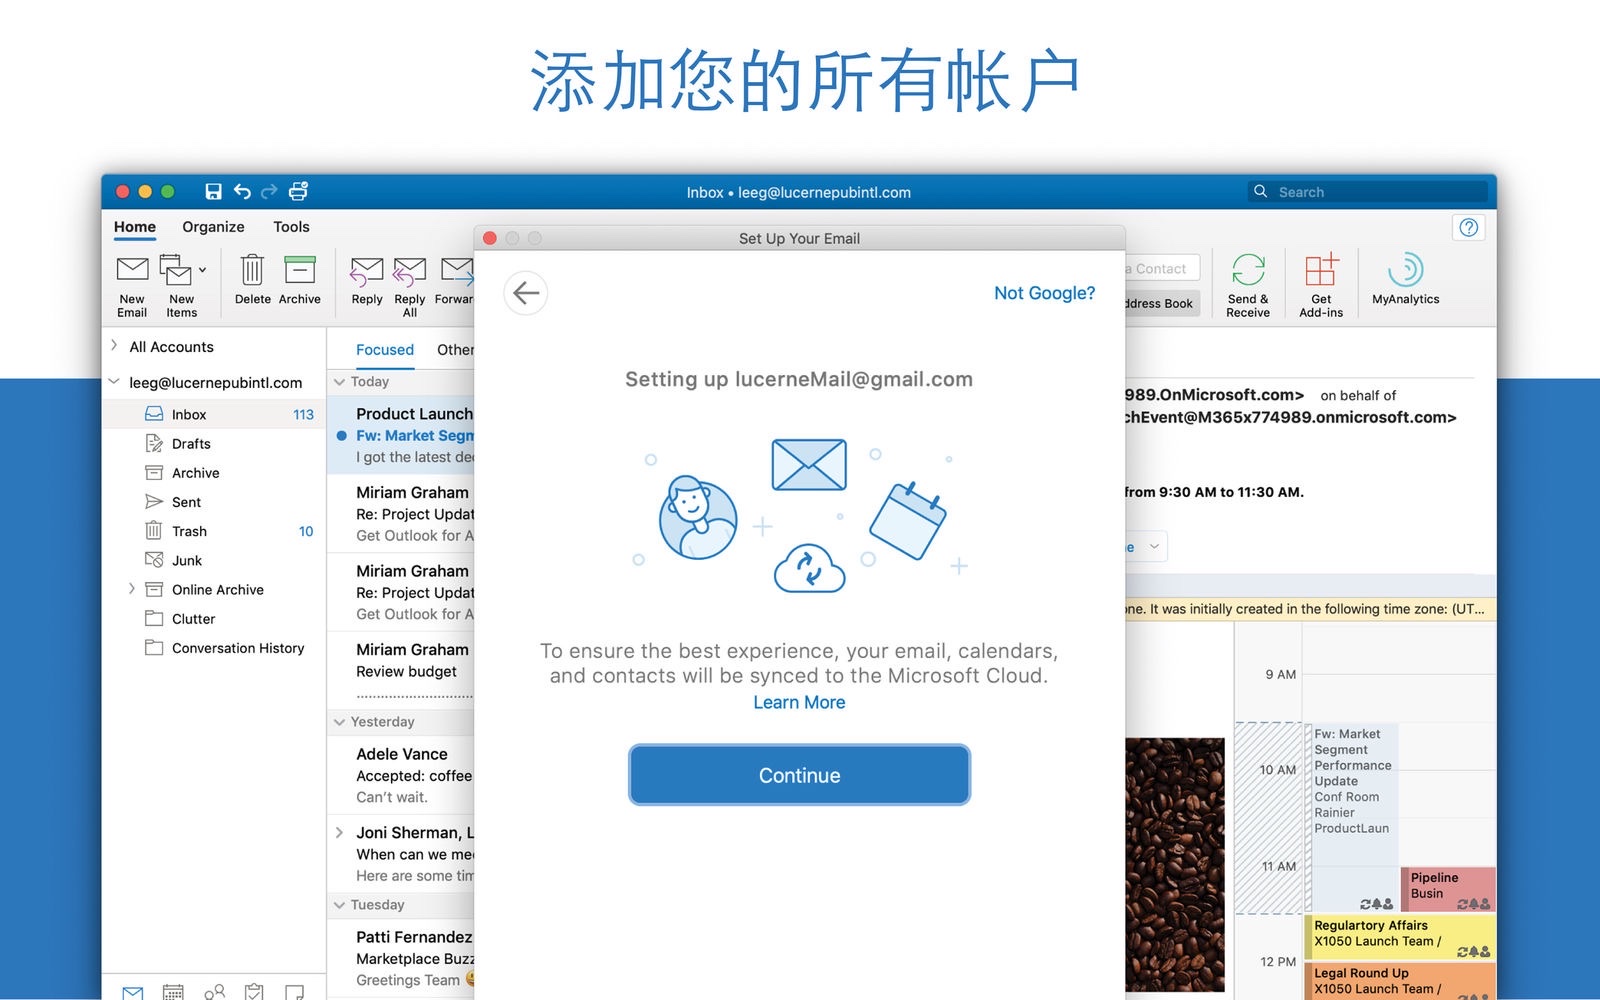 添加您的所有帐户
Inbox • leeg@lucernepubintl.com
Search
Home
Organize
Tools
New Email
New Items
Delete
Archive
Reply
Reply All
Forwar
a Contact
ddress Book
Send & Receive
Get Add-ins
MyAnalytics
All Accounts
leeg@lucernepubintl.com
Inbox 113
Drafts
Archive
Sent
Trash 10
Junk
Online Archive
Clutter
Conversation History
Focused
Other
Today
Product Launch
Fw: Market Segm
I got the latest dec
Miriam Graham
Re: Project Updat
Get Outlook for A
Miriam Graham
Re: Project Updat
Get Outlook for A
Miriam Graham
Review budget
Yesterday
Adele Vance
Accepted: coffee
Can't wait.
Joni Sherman, L
When can we mee
Here are some tim
Tuesday
Patti Fernandez
Marketplace Buzz
Greetings Team 😀
Set Up Your Email
Not Google?
Setting up lucerneMail@gmail.com
To ensure the best experience, your email, calendars,
and contacts will be synced to the Microsoft Cloud.
Learn More
Continue
989.OnMicrosoft.com> on behalf of
chEvent@M365x774989.onmicrosoft.com>
from 9:30 AM to 11:30 AM.
ne
one. It was initially created in the following time zone: (UT...
9 AM
10 AM
11 AM
12 PM
Fw: Market
Segment
Performance
Update
Conf Room
Rainier
ProductLaun
Pipeline
Busin
Regulartory Affairs
X1050 Launch Team /
Legal Round Up
X1050 Launch Team /